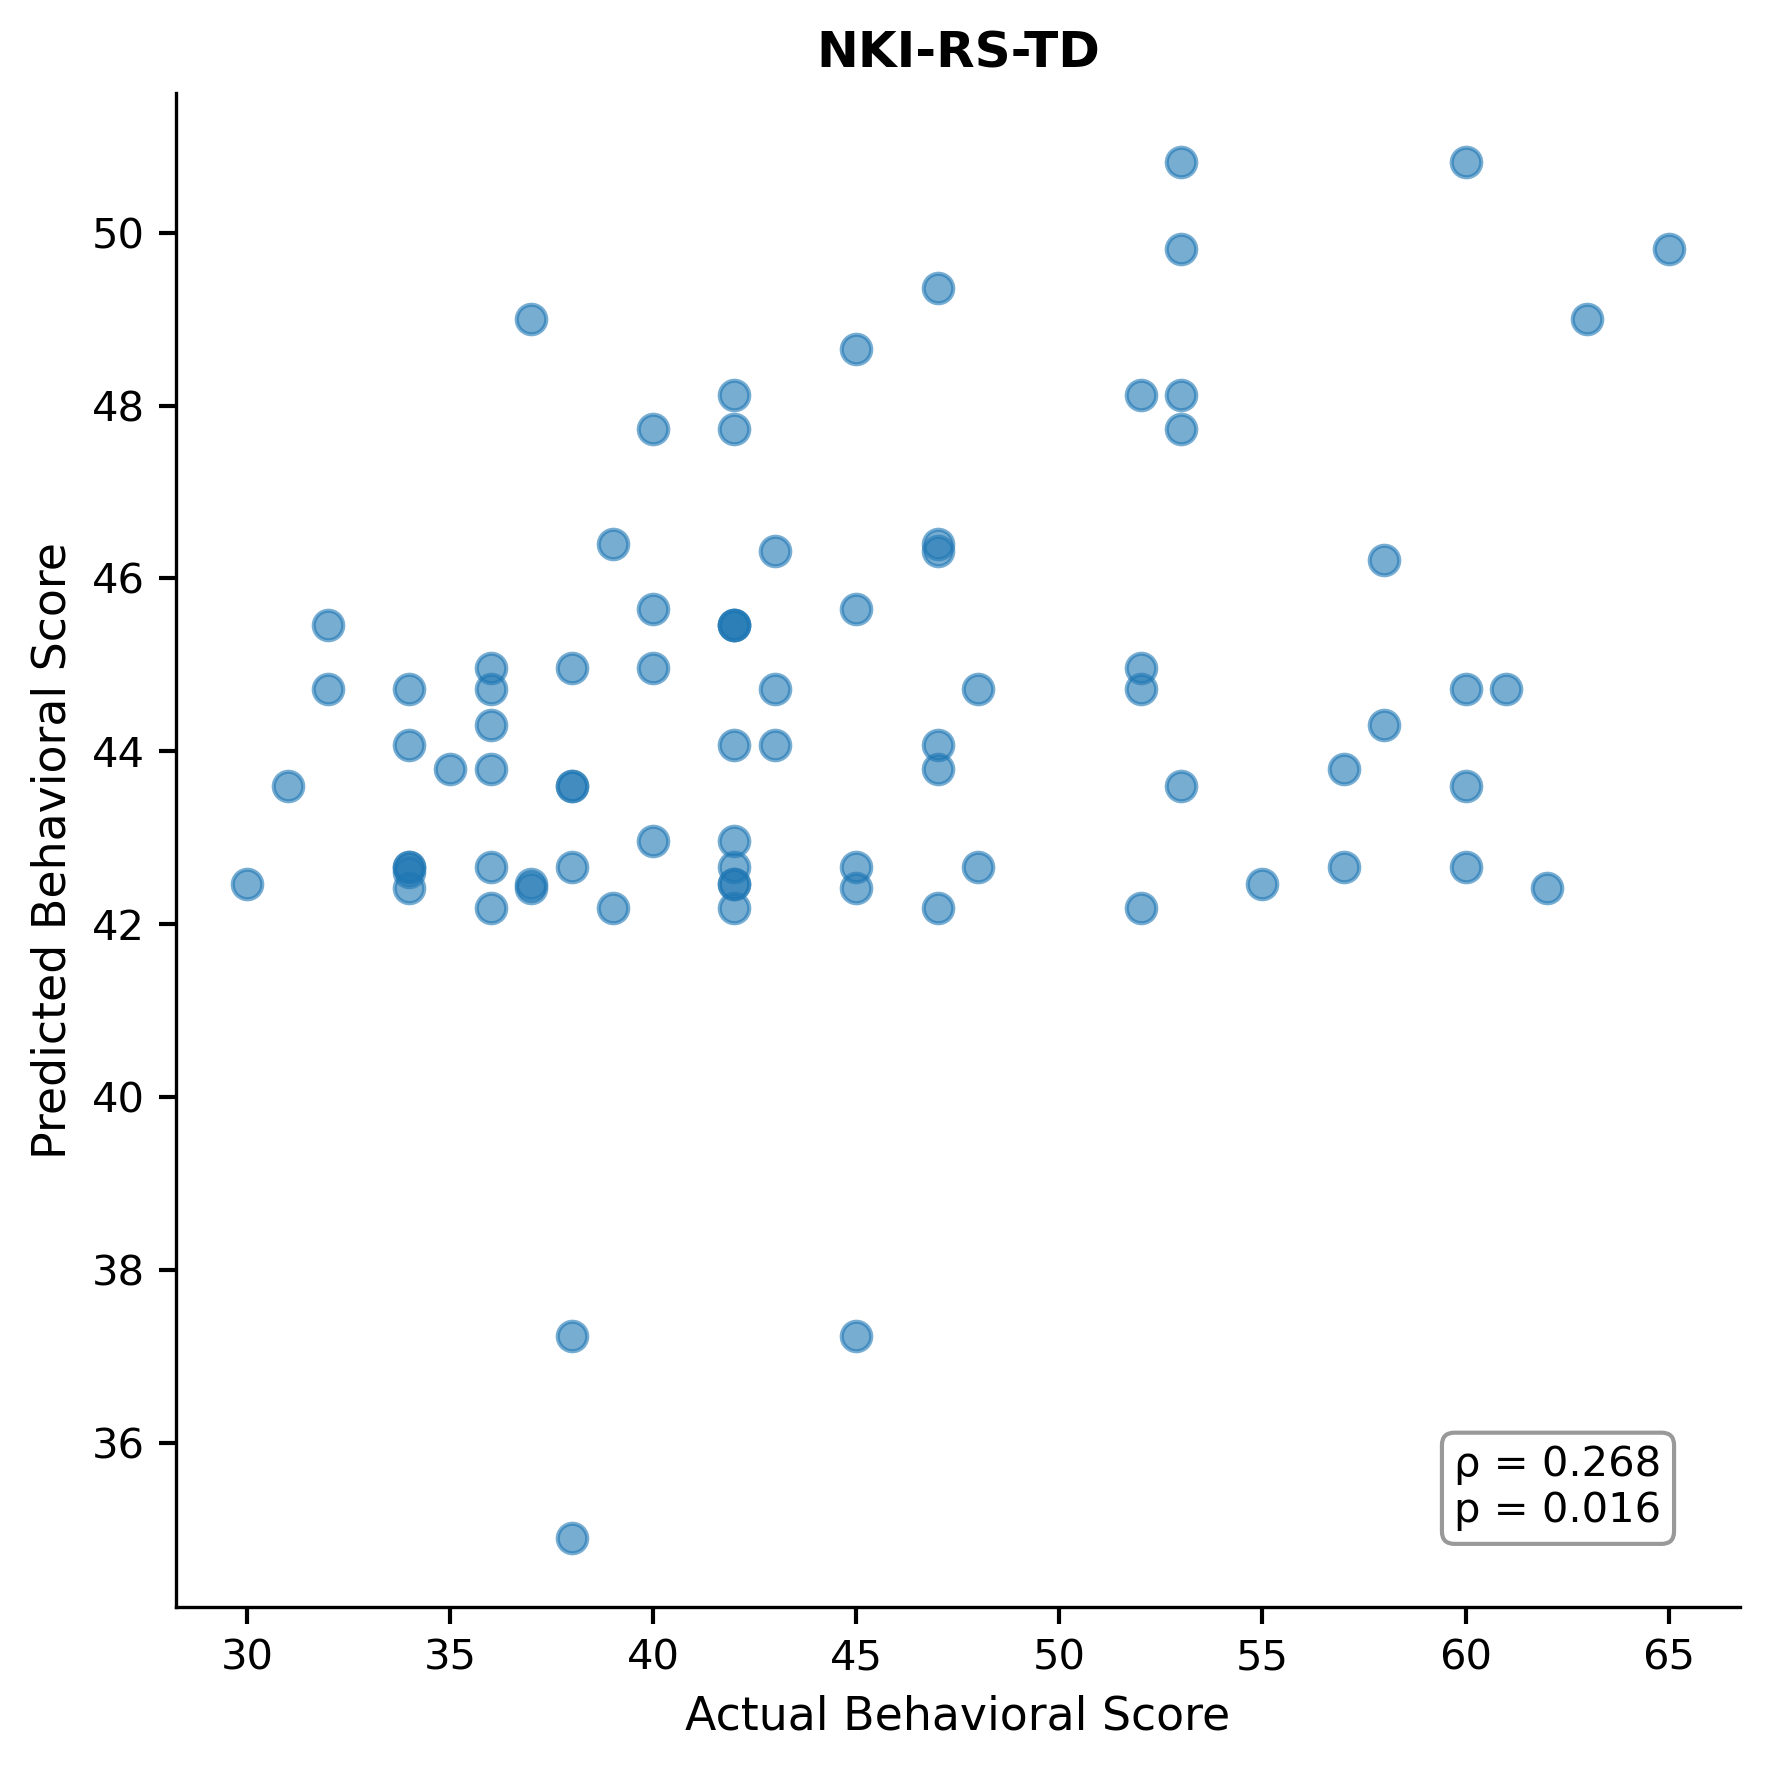 NKI-RS-TD
Predicted Behavioral Score
50
48
46
44
42
40
38
36
ρ = 0.268
p = 0.016
30 35 40 45 50 55 60 65
Actual Behavioral Score